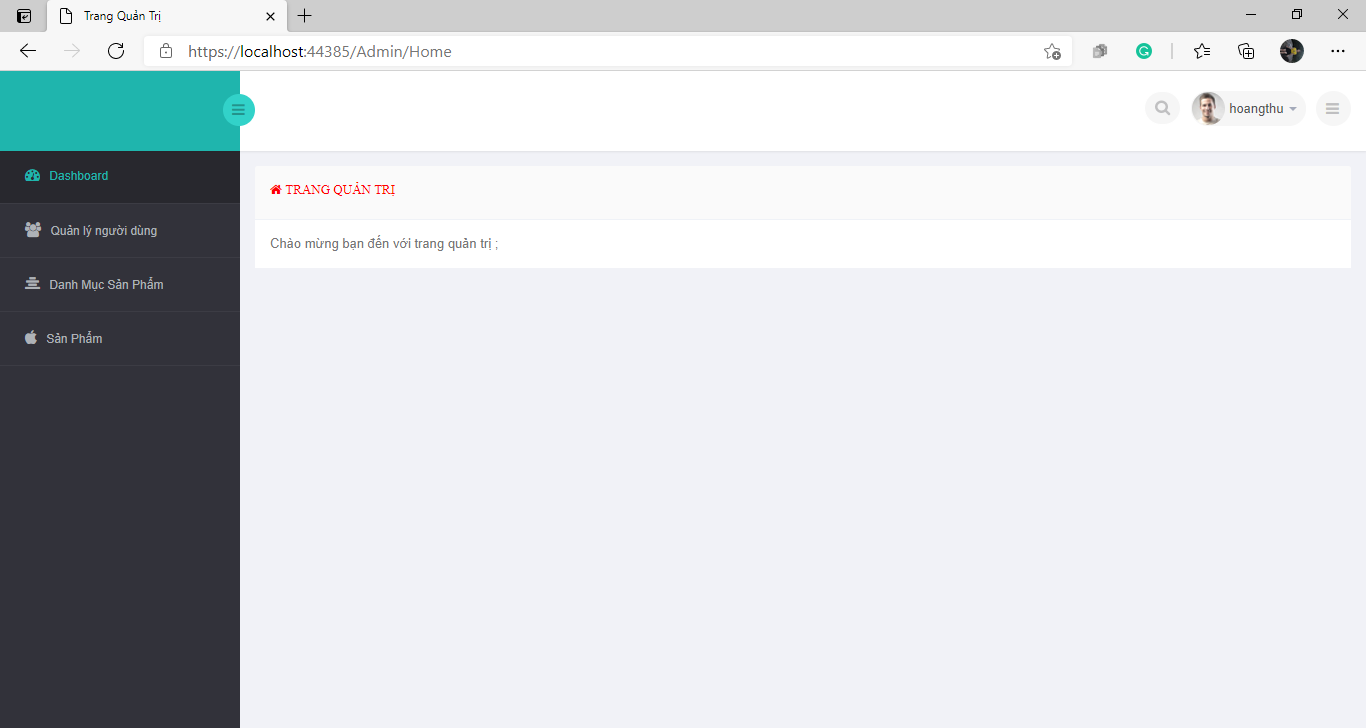 Trang Quản Trị
https://localhost:44385/Admin/Home
hoangthu
Dashboard
Quản lý người dùng
Danh Mục Sản Phẩm
Sản Phẩm
TRANG QUẢN TRỊ
Chào mừng bạn đến với trang quản trị ;